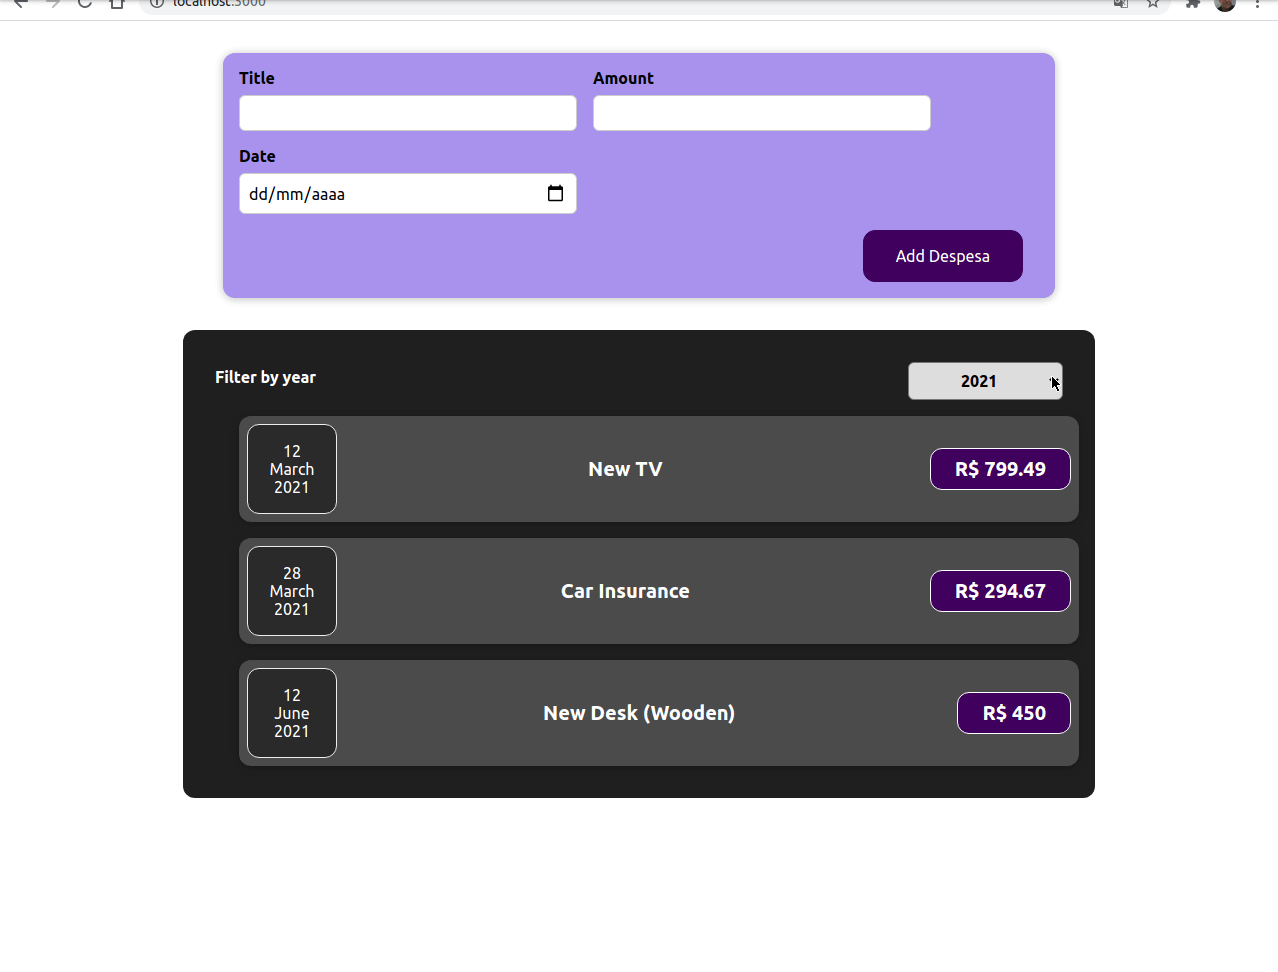 localhost:3000
Title
Amount
Date
dd/mm/aaaa
Add Despesa
Filter by year
2021
12
March
2021
New TV
R$ 799.49
28
March
2021
Car Insurance
R$ 294.67
12
June
2021
New Desk (Wooden)
R$ 450